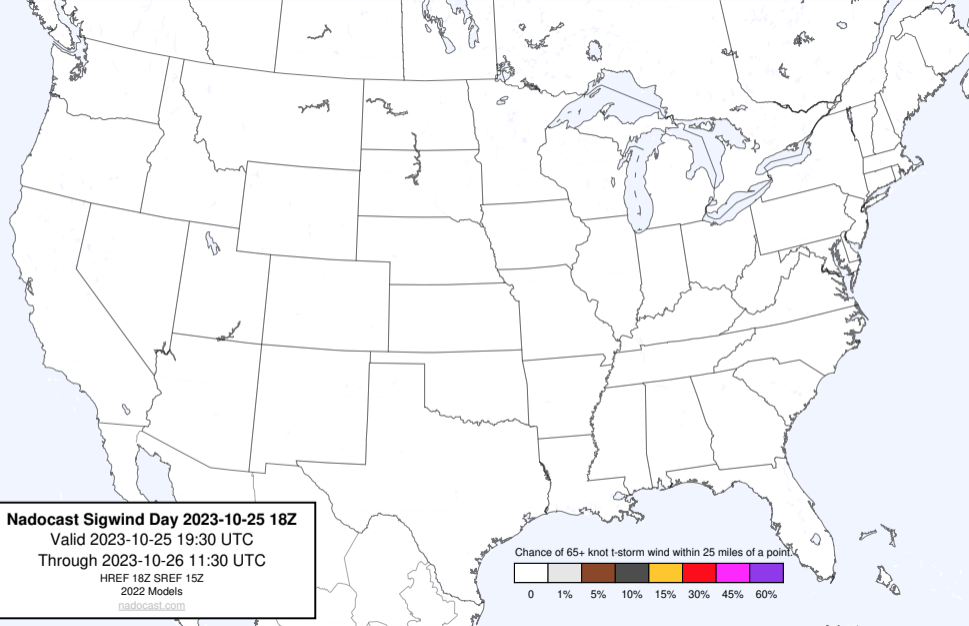 Nadocast Sigwind Day 2023-10-25 18Z
Valid 2023-10-25 19:30 UTC
Through 2023-10-26 11:30 UTC
HREF 18Z SREF 15Z
2022 Models
nadocast.com
Chance of 65+ knot t-storm wind within 25 miles of a point.
0 1% 5% 10% 15% 30% 45% 60%